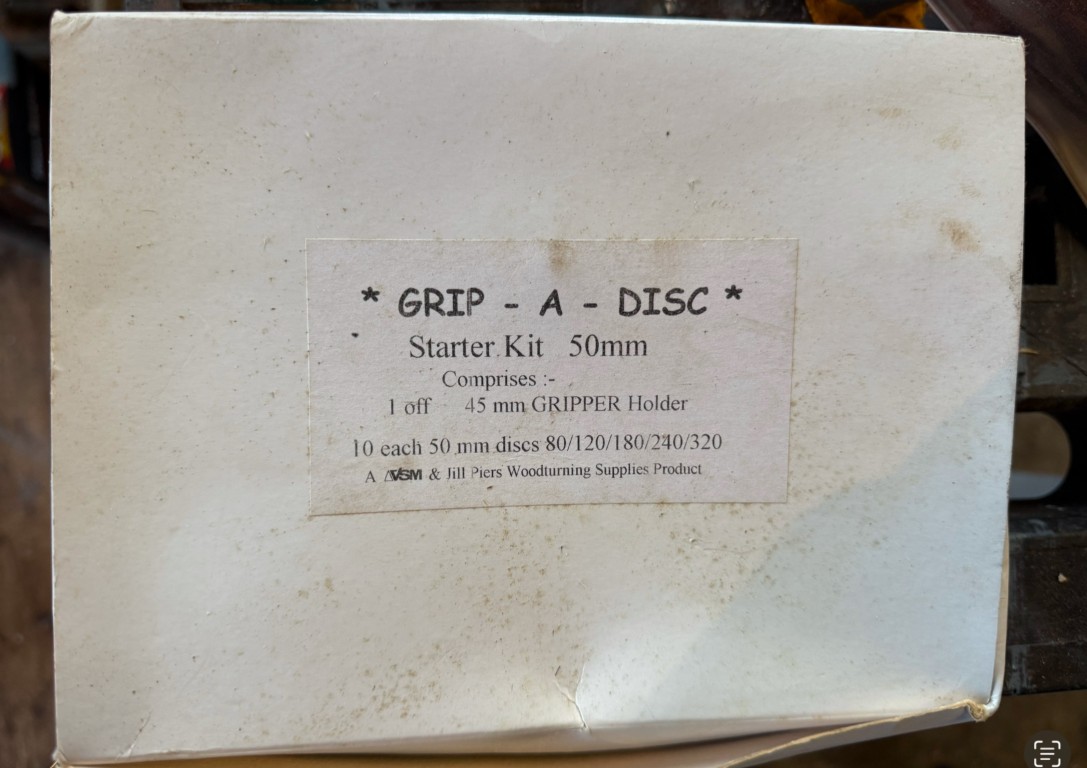 * GRIP - A - DISC *
Starter Kit 50mm
Comprises :-
1 off 45 mm GRIPPER Holder
10 each 50 mm discs 80/120/180/240/320
A VSM & Jill Piers Woodturning Supplies Product